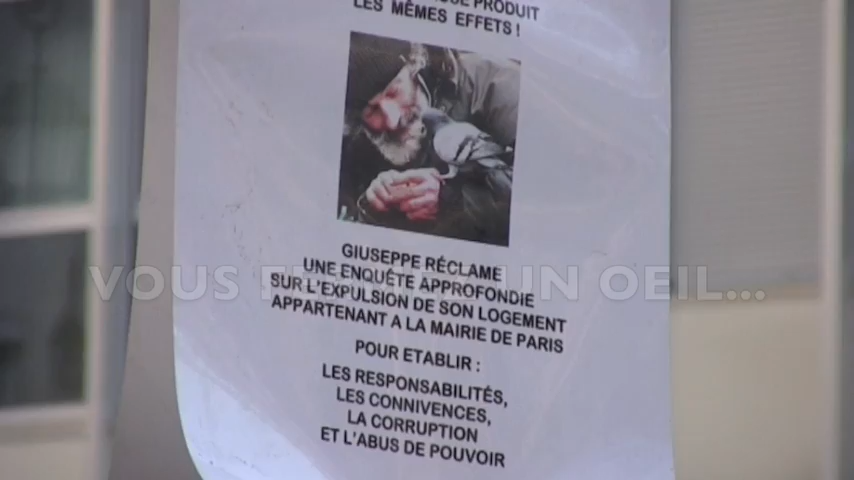 PRODUIT
LES MÊMES EFFETS !
GIUSEPPE RÉCLAME
UNE ENQUÊTE APPROFONDIE
SUR L'EXPULSION DE SON LOGEMENT
APPARTENANT A LA MAIRIE DE PARIS
POUR ETABLIR :
LES RESPONSABILITÉS,
LES CONNIVENCES,
LA CORRUPTION
ET L'ABUS DE POUVOIR
VOUS UN OEIL...